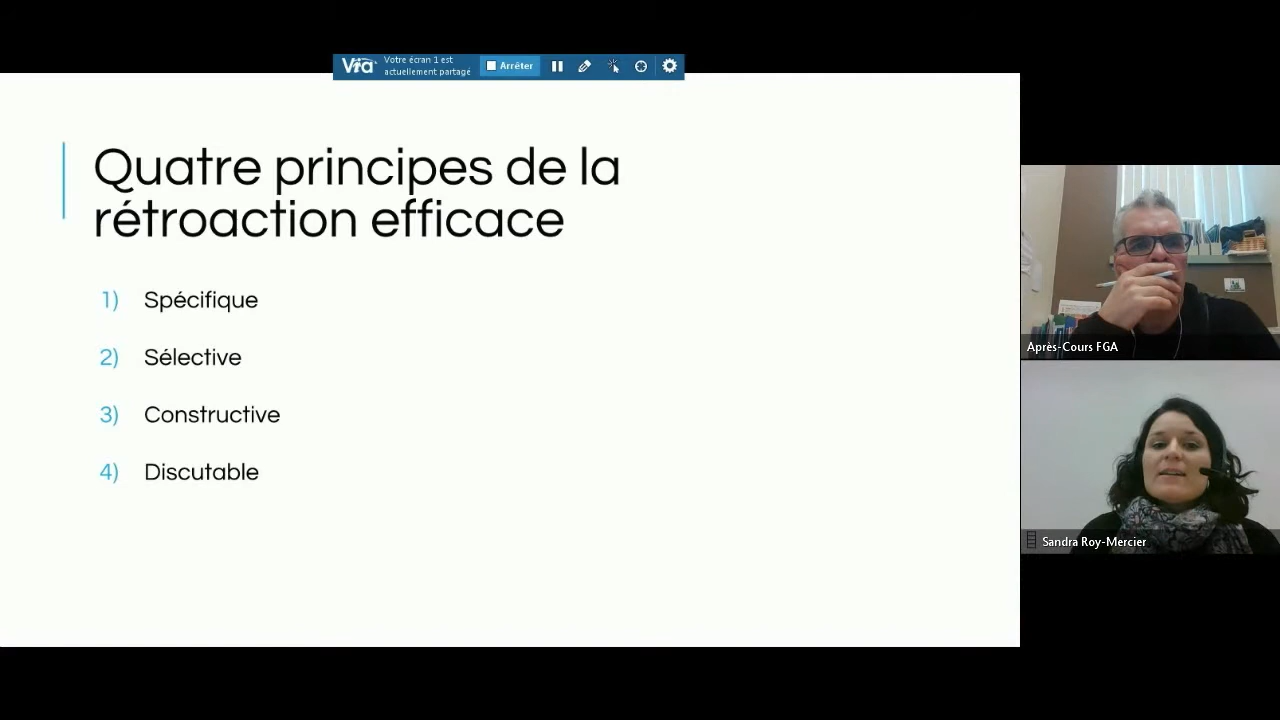 Via
Votre écran 1 est
actuellement partagé
Arrêter
Quatre principes de la
rétroaction efficace
1) Spécifique
2) Sélective
3) Constructive
4) Discutable
Après-Cours FGA
Sandra Roy-Mercier